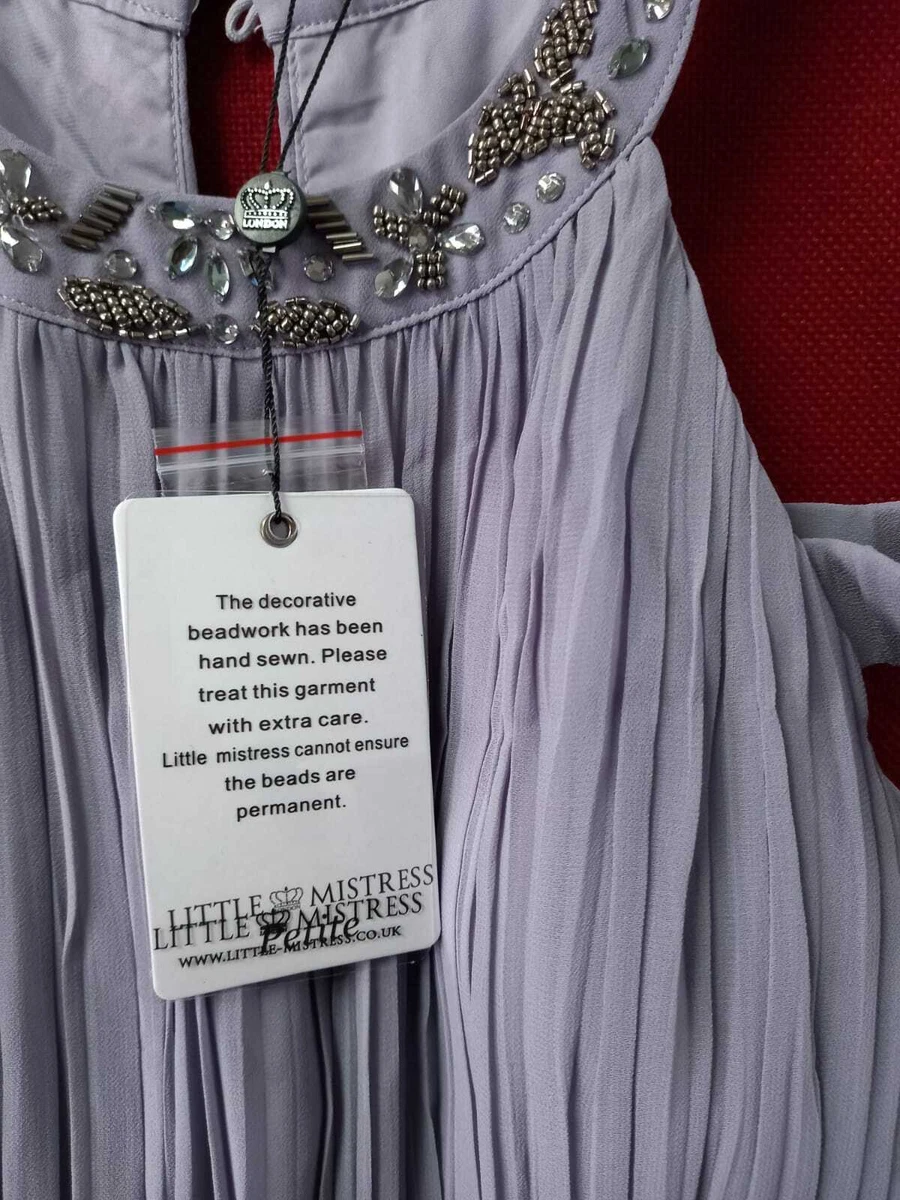 LONDON
The decorative
beadwork has been
hand sewn. Please
treat this garment
with extra care.
Little mistress cannot ensure
the beads are
permanent.
LITTLE MISTRESS
LITTLE MISTRESS
Petite
WWW.LITTLE-MISTRESS.CO.UK